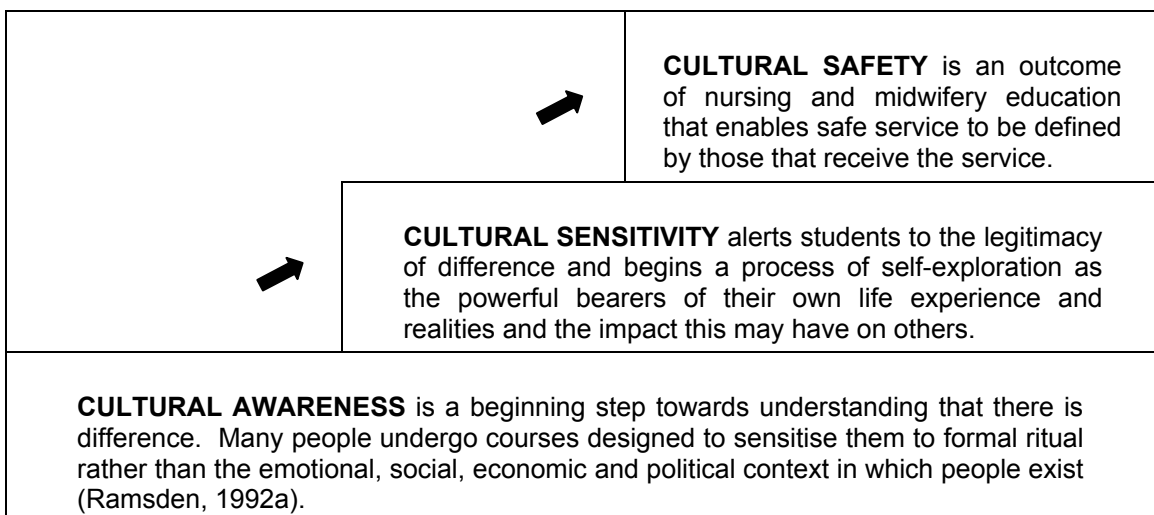 CULTURAL SAFETY is an outcome
of nursing and midwifery education
that enables safe service to be defined
by those that receive the service.
CULTURAL SENSITIVITY alerts students to the legitimacy
of difference and begins a process of self-exploration as
the powerful bearers of their own life experience and
realities and the impact this may have on others.
CULTURAL AWARENESS is a beginning step towards understanding that there is
difference. Many people undergo courses designed to sensitise them to formal ritual
rather than the emotional, social, economic and political context in which people exist
(Ramsden, 1992a).